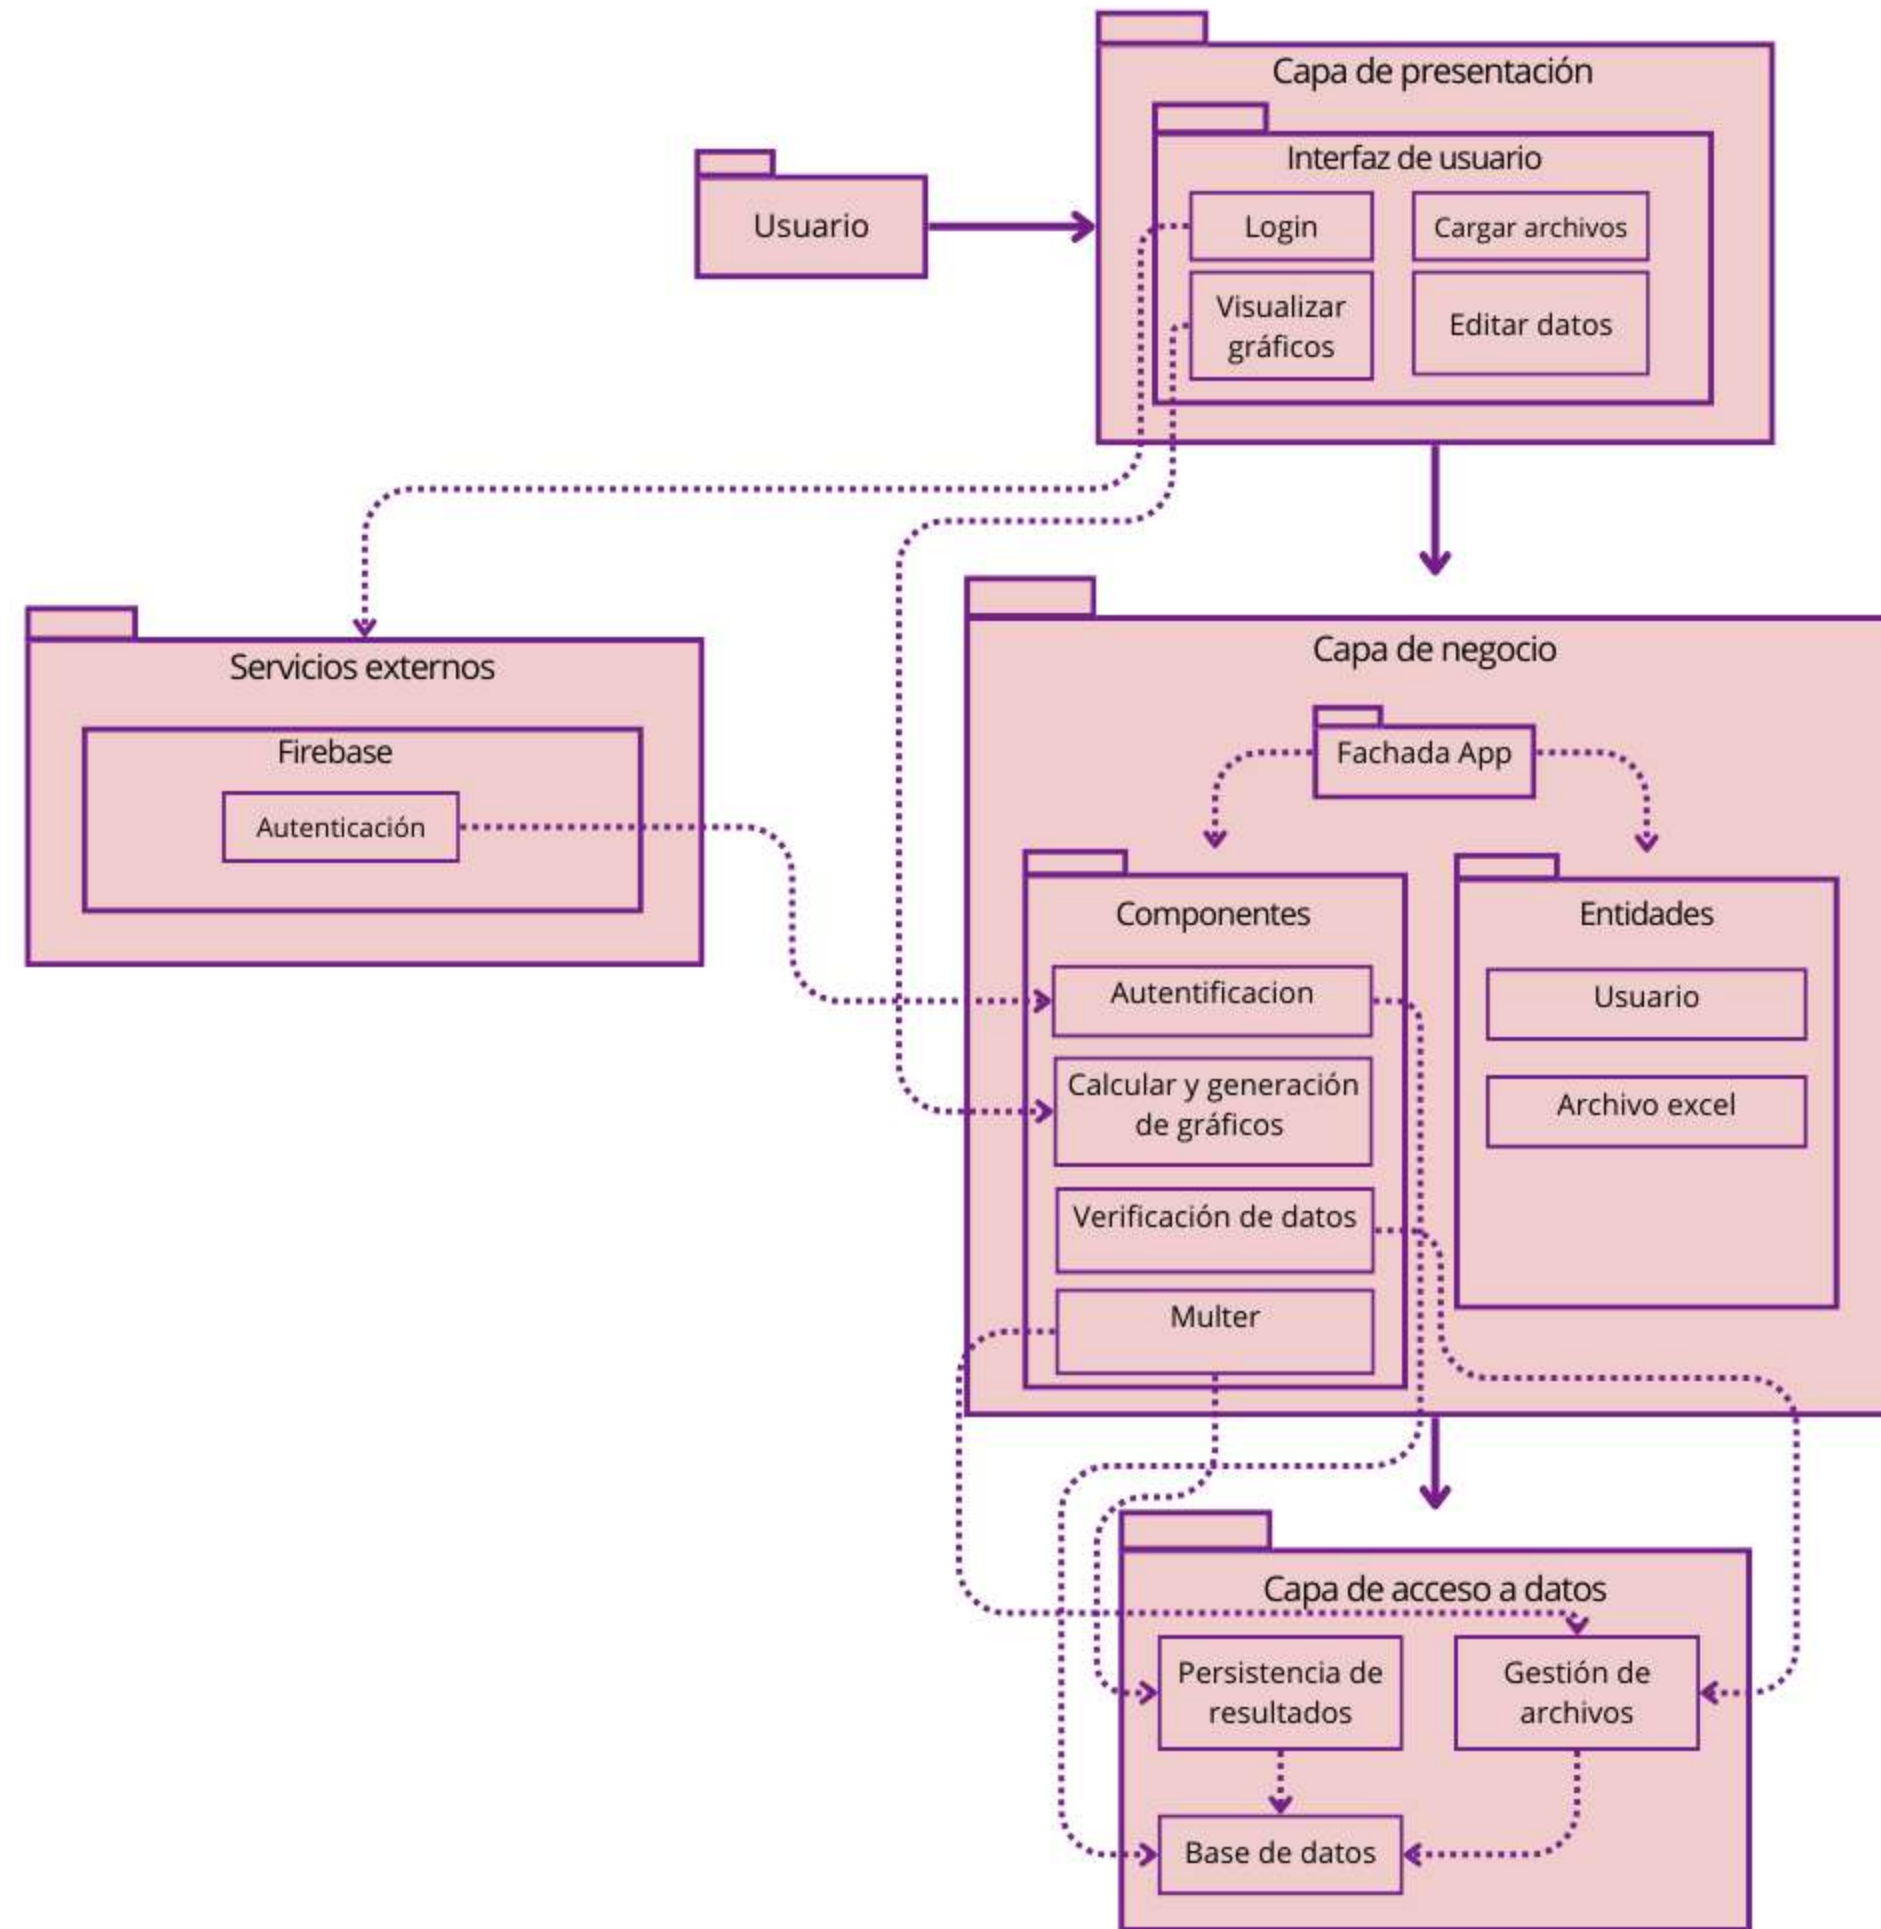 Capa de presentación
Interfaz de usuario
Usuario
Login
Cargar archivos
Visualizar
gráficos
Editar datos
Servicios externos
Firebase
Autenticación
Capa de negocio
Fachada App
Componentes
Autentificacion
Calcular y generación
de gráficos
Verificación de datos
Multer
Entidades
Usuario
Archivo excel
Capa de acceso a datos
Persistencia de
resultados
Gestión de
archivos
Base de datos